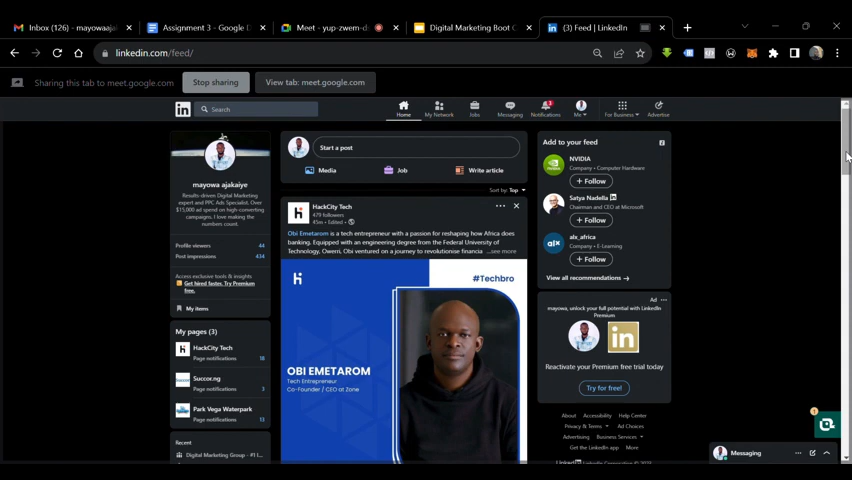 Inbox (126) - mayowaajak
Assignment 3 - Google D
Meet - yup-zwem-d
Digital Marketing Boot C
(3) Feed | LinkedIn
linkedin.com/feed/
Sharing this tab to meet.google.com
Stop sharing
View tab: meet.google.com
in
Search
Home
My Network
Jobs
Messaging
Notifications
Me
For Business
Advertise
mayowa ajakaiye
Results-driven Digital Marketing
expert and PPC Ads Specialist. Over
$15,000 ad spend on high-converting
campaigns. I love making the
numbers count.
Profile viewers 44
Post impressions 434
Access exclusive tools & insights
Get hired faster. Try Premium
free.
My items
My pages (3)
HackCity Tech
Page notifications 18
Succor.ng
Page notifications 3
Park Vega Waterpark
Page notifications 13
Recent
Digital Marketing Group - #1 I...
Start a post
Media
Job
Write article
Sort by: Top
HackCity Tech
479 followers
45m • Edited •
Obi Emetarom is a tech entrepreneur with a passion for reshaping how Africa does
banking. Equipped with an engineering degree from the Federal University of
Technology, Owerri, Obi ventured on a journey to revolutionise financia ...see more
#Techbro
OBI EMETAROM
Tech Entrepreneur
Co-Founder / CEO at Zone
Add to your feed
NVIDIA
Company • Computer Hardware
+ Follow
Satya Nadella in
Chairman and CEO at Microsoft
+ Follow
alx
alx_africa
Company • E-Learning
+ Follow
View all recommendations →
Ad ...
mayowa, unlock your full potential with LinkedIn
Premium
in
Reactivate your Premium free trial today
Try for free!
About Accessibility Help Center
Privacy & Terms Ad Choices
Advertising Business Services
Get the LinkedIn app More
1
Messaging